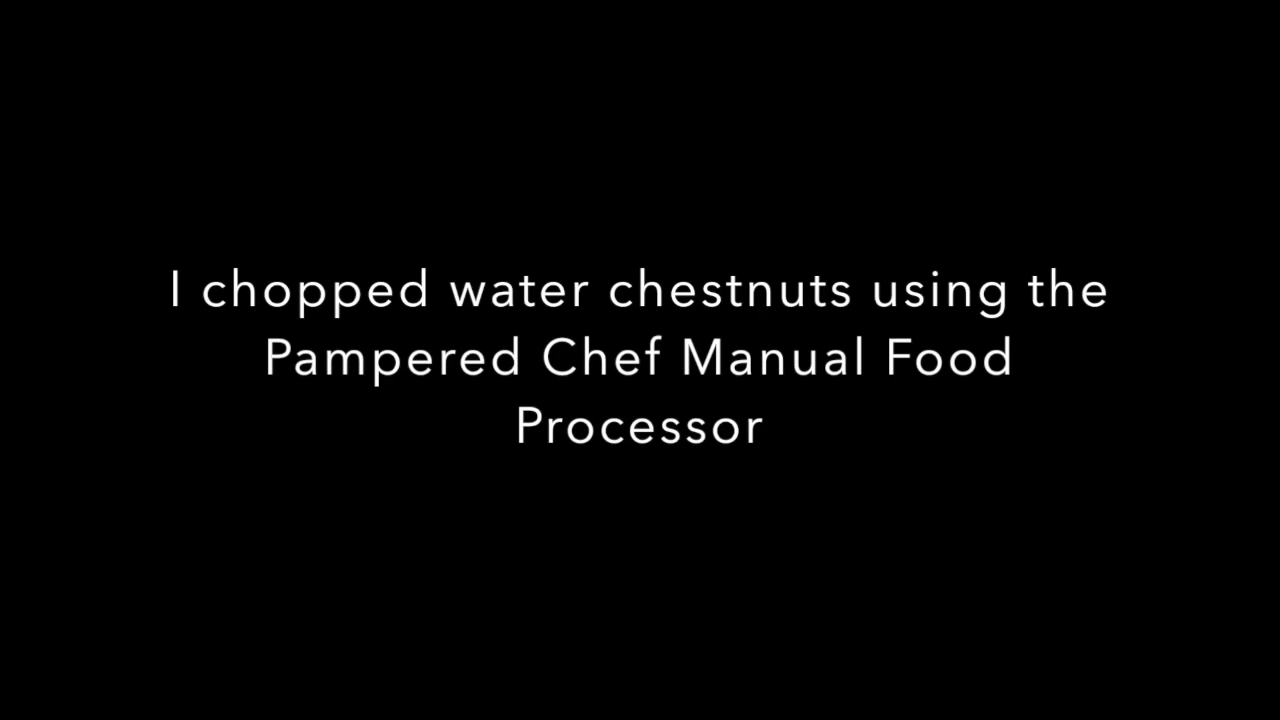 I chopped water chestnuts using the
Pampered Chef Manual Food
Processor